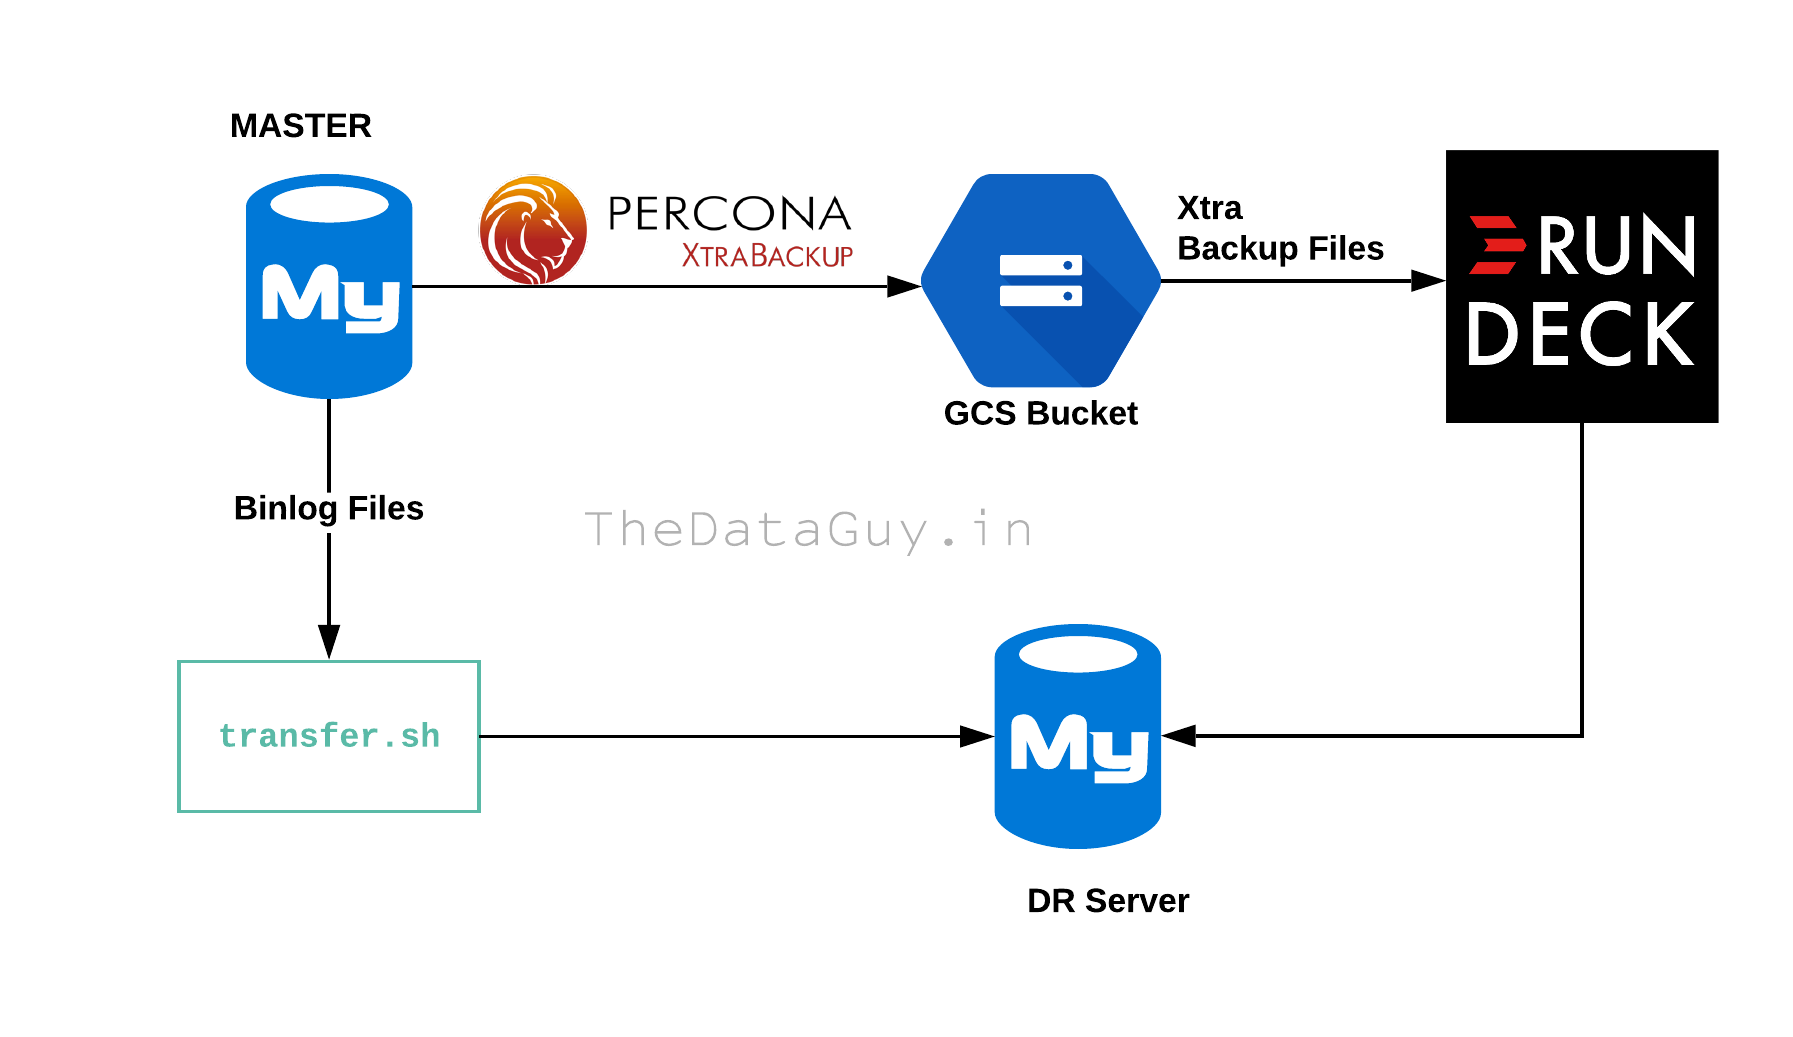 MASTER
My
PERCONA
XTRABACKUP
GCS Bucket
Xtra
Backup Files
RUN
DECK
Binlog Files
TheDataGuy.in
transfer.sh
My
DR Server